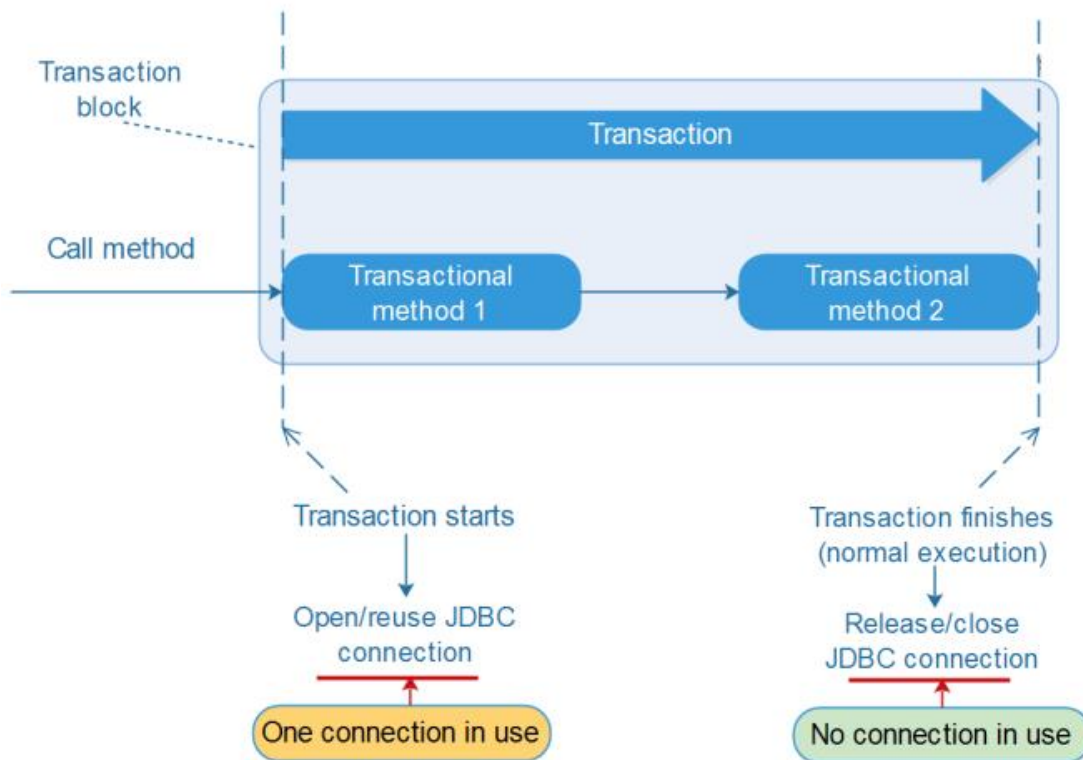 Transaction
block
Transaction
Call method
Transactional
method 1
Transactional
method 2
Transaction starts
Transaction finishes
(normal execution)
Open/reuse JDBC
connection
Release/close
JDBC connection
One connection in use
No connection in use